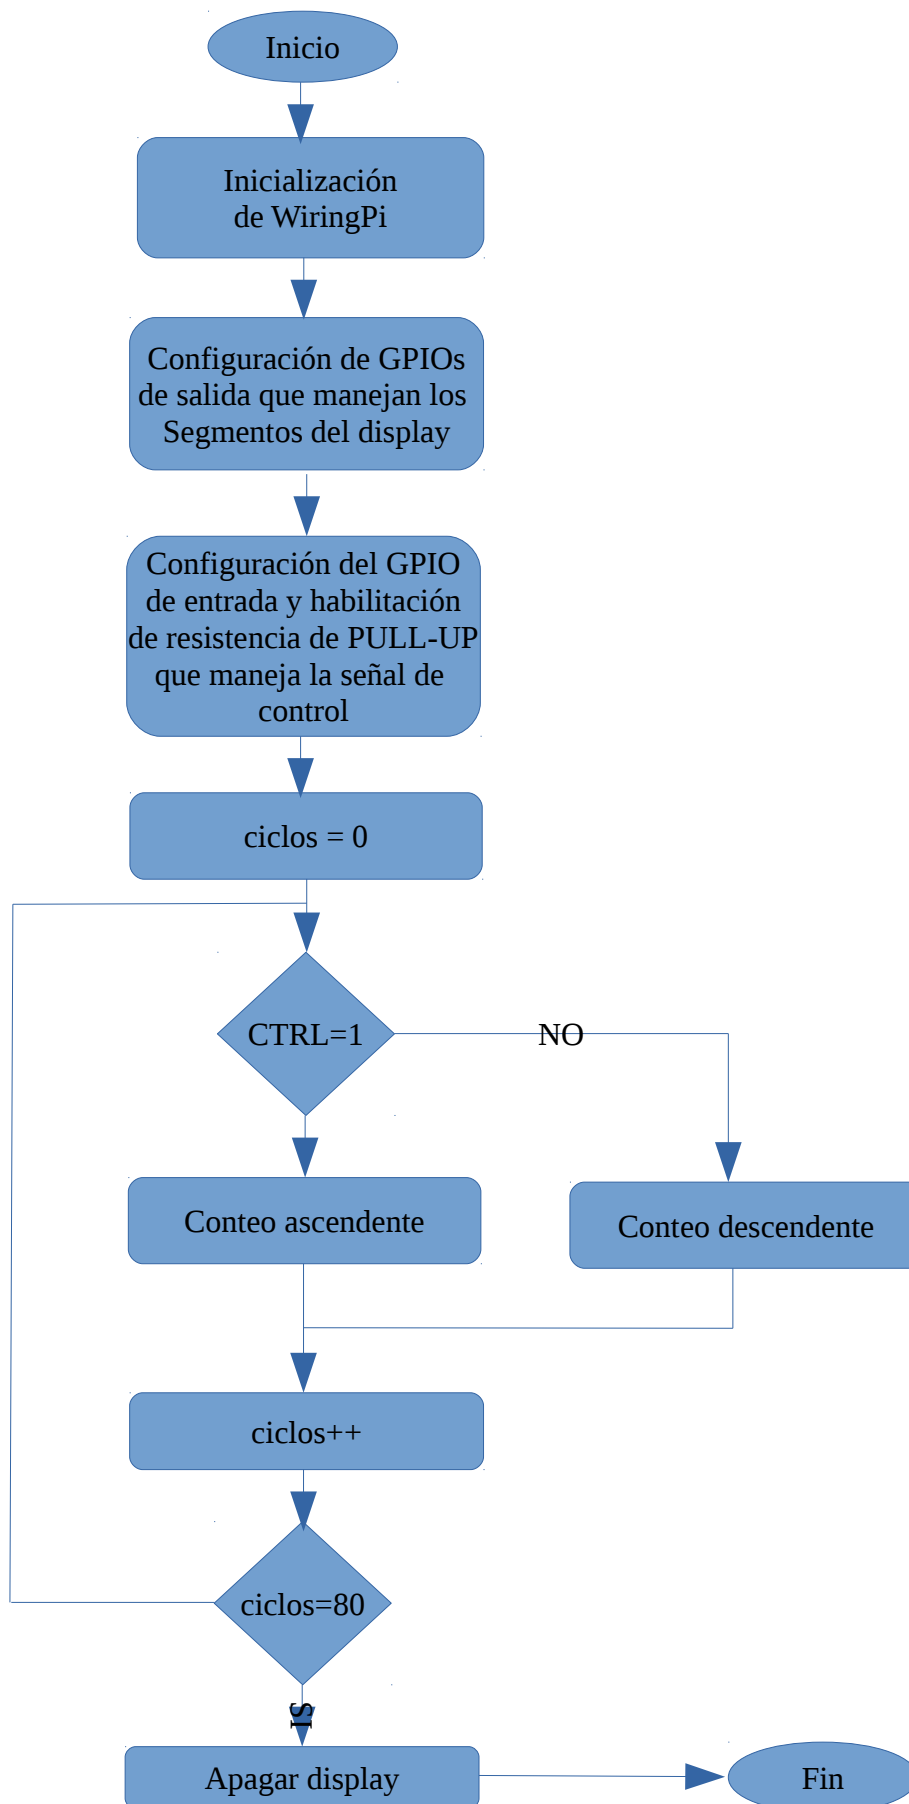 Inicio
Inicialización
de WiringPi
Configuración de GPIOs
de salida que manejan los
Segmentos del display
Configuración del GPIO
de entrada y habilitación
de resistencia de PULL-UP
que maneja la señal de
control
ciclos = 0
CTRL=1
NO
Conteo ascendente
Conteo descendente
ciclos++
ciclos=80
SI
Apagar display
Fin